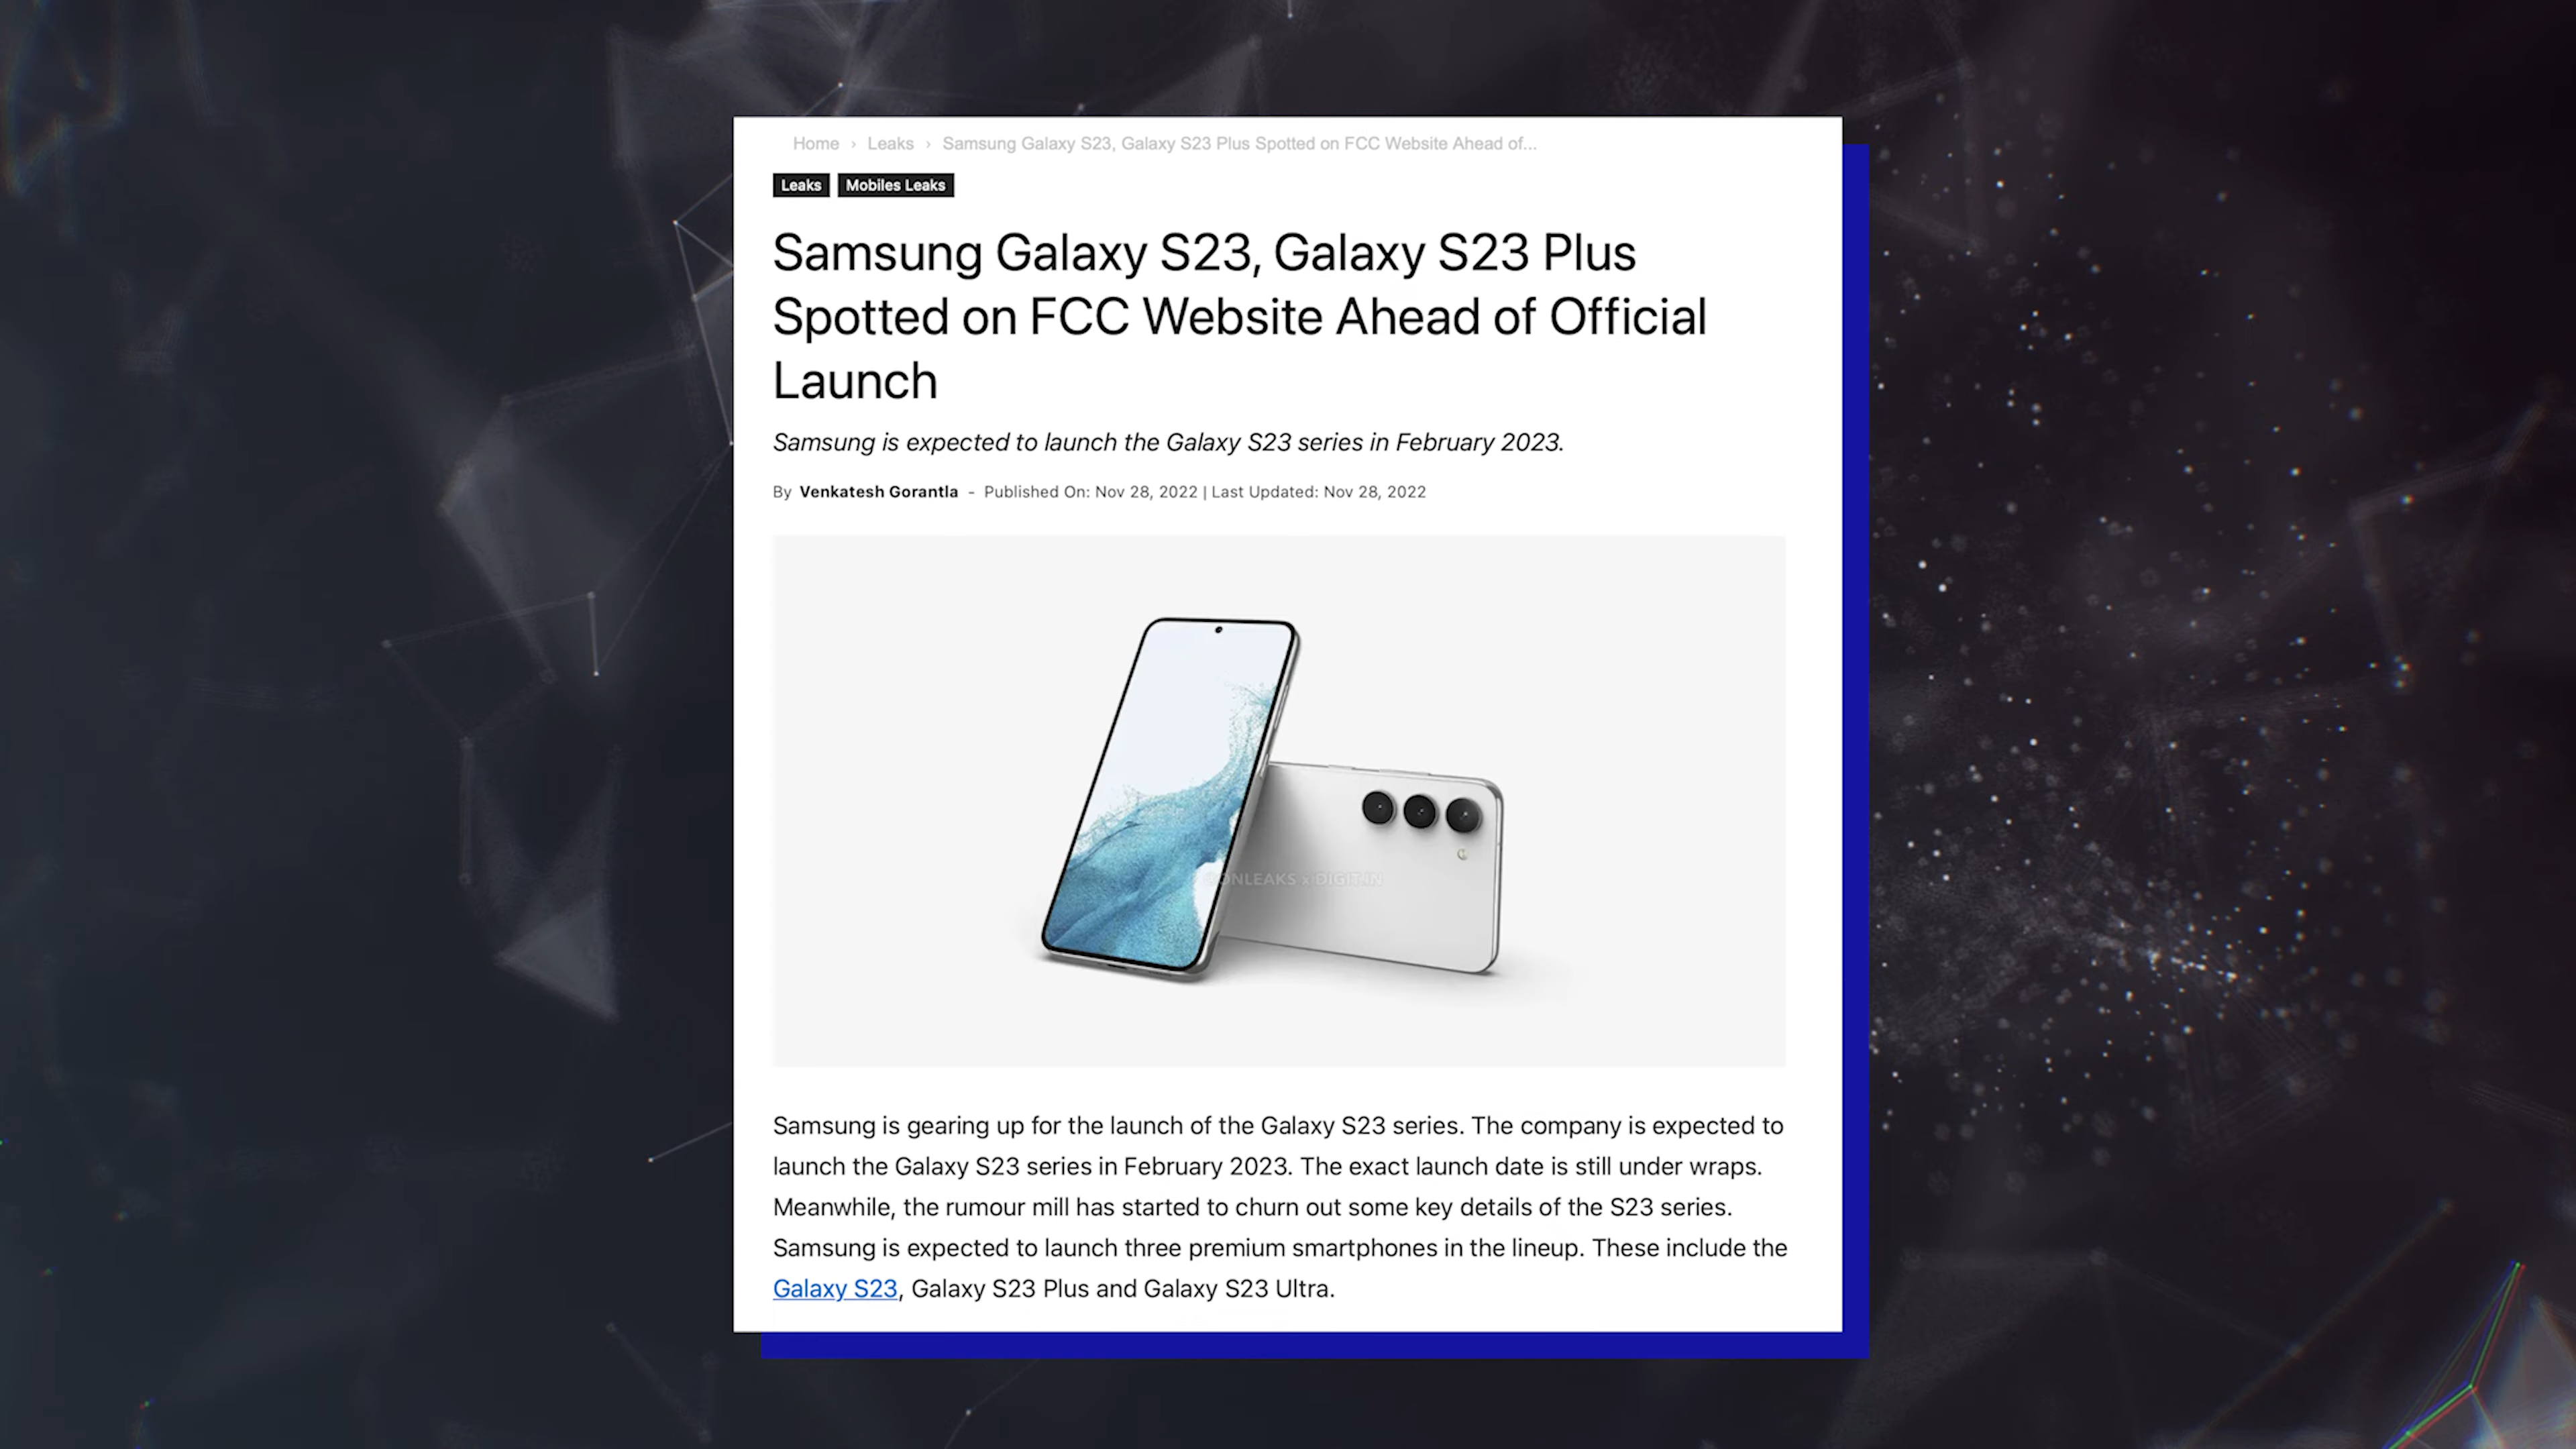 Home › Leaks › Samsung Galaxy S23, Galaxy S23 Plus Spotted on FCC Website Ahead of...
Leaks Mobiles Leaks
Samsung Galaxy S23, Galaxy S23 Plus
Spotted on FCC Website Ahead of Official
Launch
Samsung is expected to launch the Galaxy S23 series in February 2023.
By Venkatesh Gorantla - Published On: Nov 28, 2022 | Last Updated: Nov 28, 2022
x DIGIT.IN
Samsung is gearing up for the launch of the Galaxy S23 series. The company is expected to
launch the Galaxy S23 series in February 2023. The exact launch date is still under wraps.
Meanwhile, the rumour mill has started to churn out some key details of the S23 series.
Samsung is expected to launch three premium smartphones in the lineup. These include the
Galaxy S23, Galaxy S23 Plus and Galaxy S23 Ultra.